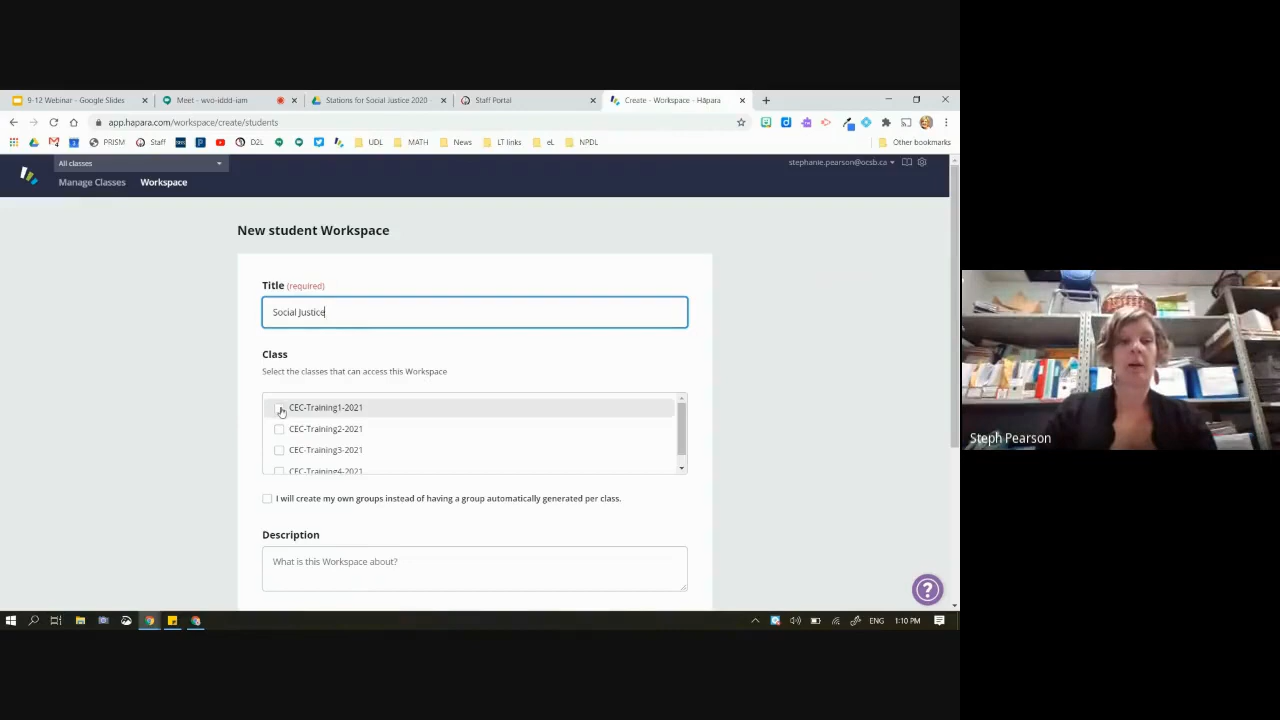 9-12 Webinar - Google Slides
Meet - wvo-iddd-iam
Stations for Social Justice 2020
Staff Portal
Create - Workspace - Hāpara
app.hapara.com/workspace/create/students
PRISM
Staff
D2L
UDL
MATH
News
LT links
eL
NPDL
Other bookmarks
All classes
stephanie.pearson@ocsb.ca
Manage Classes
Workspace
New student Workspace
Title (required)
Social Justice
Class
Select the classes that can access this Workspace
CEC-Training1-2021
CEC-Training2-2021
CEC-Training3-2021
CEC-Training4-2021
I will create my own groups instead of having a group automatically generated per class.
Description
What is this Workspace about?
?
Steph Pearson
ENG
1:10 PM